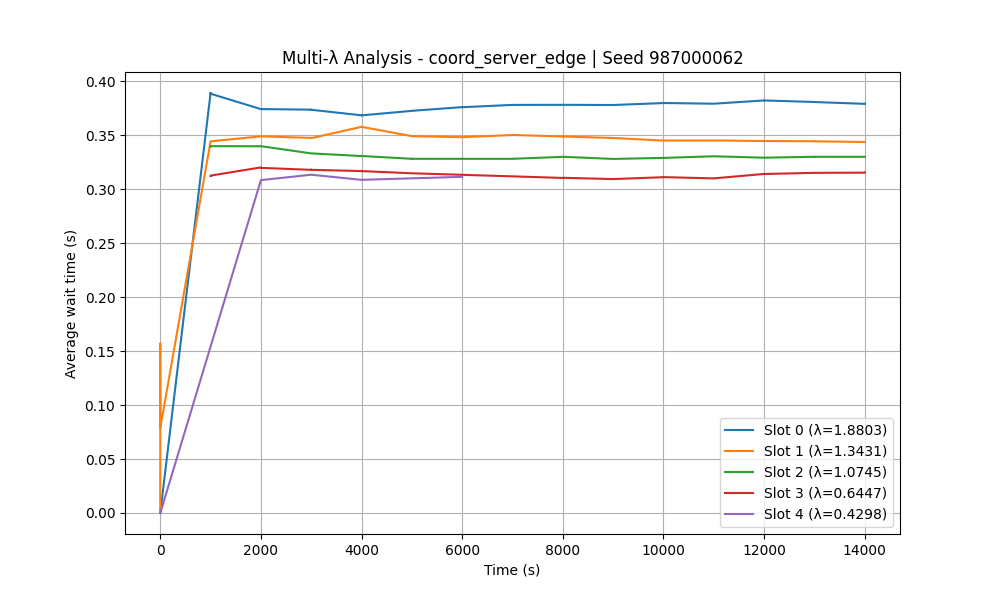 Multi-λ Analysis - coord_server_edge | Seed 987000062
Average wait time (s)
0.40
0.35
0.30
0.25
0.20
0.15
0.10
0.05
0.00
Slot 0 (λ=1.8803)
Slot 1 (λ=1.3431)
Slot 2 (λ=1.0745)
Slot 3 (λ=0.6447)
Slot 4 (λ=0.4298)
0 2000 4000 6000 8000 10000 12000 14000
Time (s)